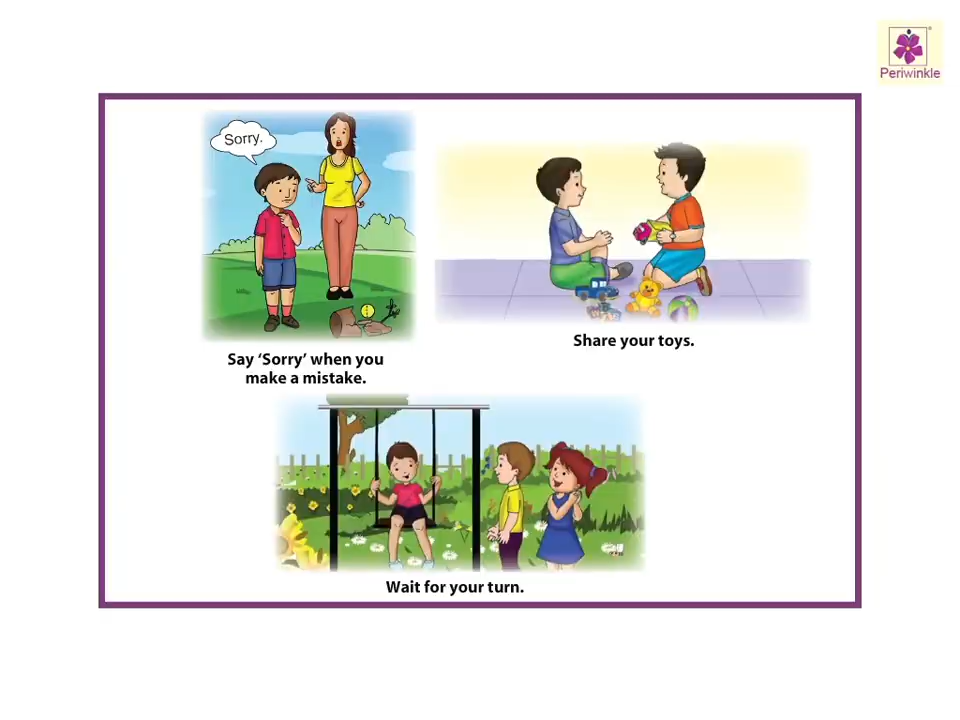 Periwinkle
Sorry.
Say ‘Sorry’ when you
make a mistake.
Share your toys.
Wait for your turn.